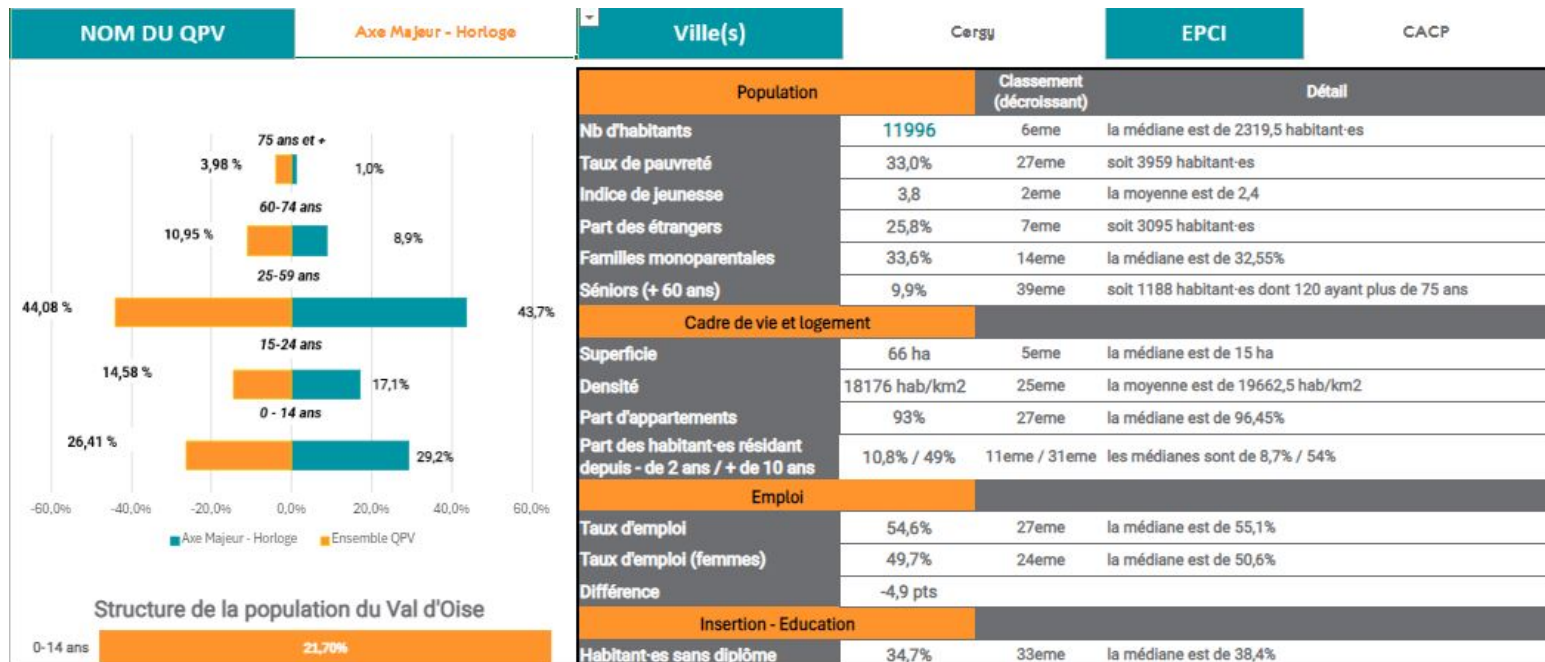 NOM DU QPV Axe Majeur - Horloge Ville(s) Cergy EPCI CACP
75 ans et +
3,98 % 1,0%
60-74 ans
10,95 % 8,9%
25-59 ans
44,08 % 43,7%
15-24 ans
14,58 % 17,1%
0 - 14 ans
26,41 % 29,2%
-60,0% -40,0% -20,0% 0,0% 20,0% 40,0% 60,0%
Axe Majeur - Horloge Ensemble QPV
Structure de la population du Val d'Oise
0-14 ans 21,70%
Population Classement (décroissant) Détail
Nb d'habitants 11996 6eme la médiane est de 2319,5 habitant·es
Taux de pauvreté 33,0% 27eme soit 3959 habitant·es
Indice de jeunesse 3,8 2eme la moyenne est de 2,4
Part des étrangers 25,8% 7eme soit 3095 habitant·es
Familles monoparentales 33,6% 14eme la médiane est de 32,55%
Séniors (+ 60 ans) 9,9% 39eme soit 1188 habitant·es dont 120 ayant plus de 75 ans
Cadre de vie et logement
Superficie 66 ha 5eme la médiane est de 15 ha
Densité 18176 hab/km2 25eme la moyenne est de 19662,5 hab/km2
Part d'appartements 93% 27eme la médiane est de 96,45%
Part des habitant·es résidant
depuis - de 2 ans / + de 10 ans 10,8% / 49% 11eme / 31eme les médianes sont de 8,7% / 54%
Emploi
Taux d'emploi 54,6% 27eme la médiane est de 55,1%
Taux d'emploi (femmes) 49,7% 24eme la médiane est de 50,6%
Différence -4,9 pts
Insertion - Education
Habitant·es sans diplôme 34,7% 33eme la médiane est de 38,4%